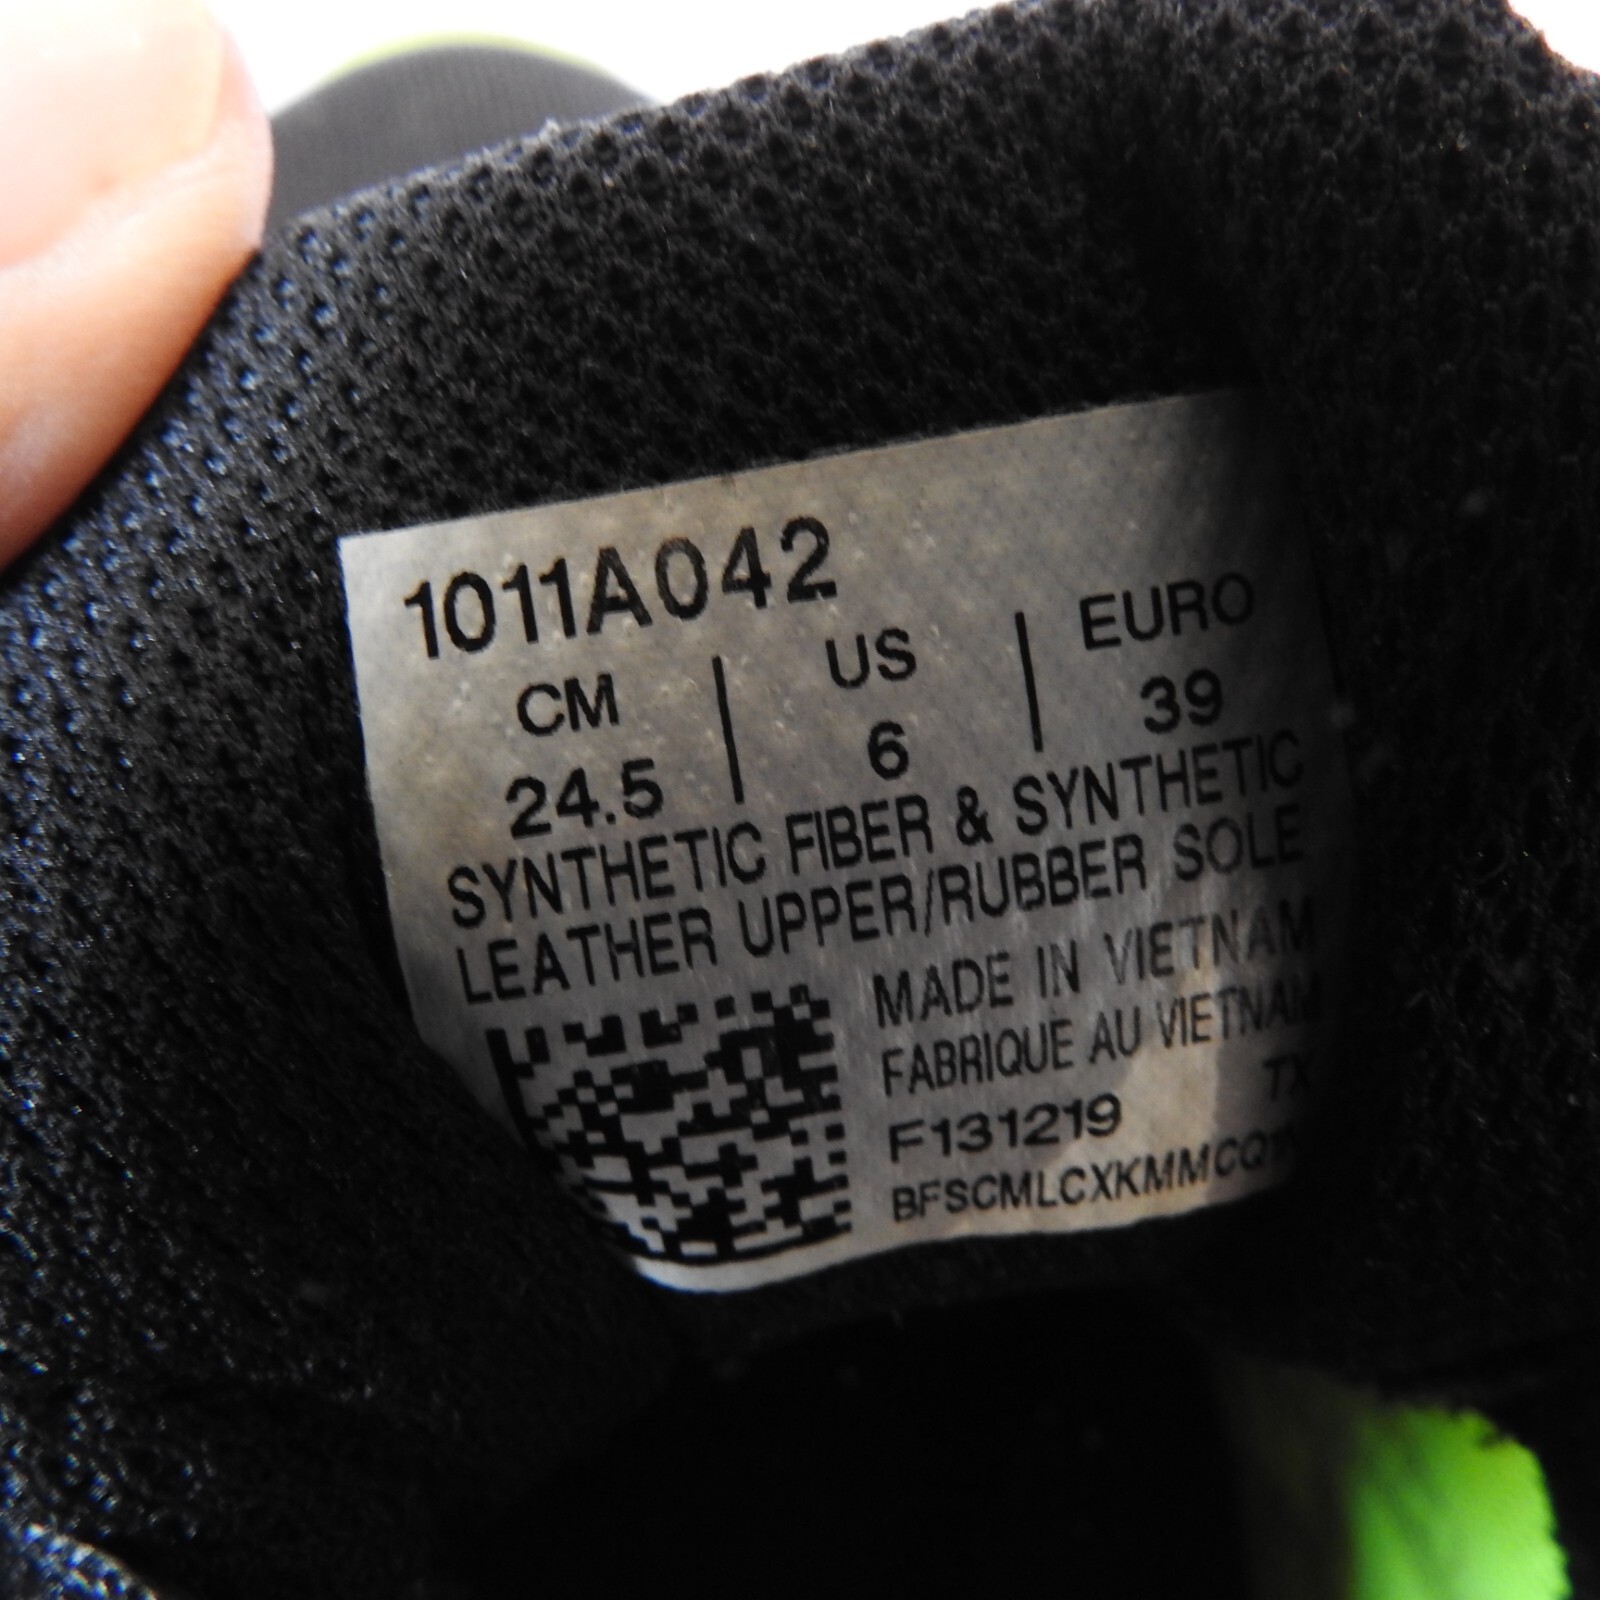 1011A042
CM | US | EURO
24.5 | 6 | 39
SYNTHETIC FIBER & SYNTHETIC
LEATHER UPPER/RUBBER SOLE
MADE IN VIETNAM
FABRIQUE AU VIETNAM
TX
F131219